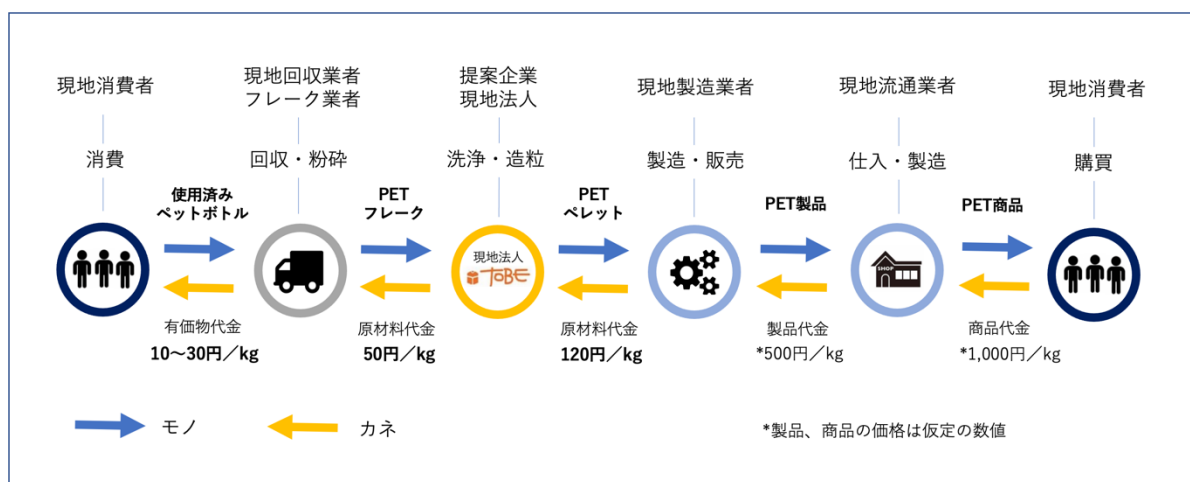 現地消費者
現地回収業者
フレーク業者
提案企業
現地法人
現地製造業者
現地流通業者
現地消費者
消費
回収・粉砕
洗浄・造粒
製造・販売
仕入・製造
購買
使用済み
ペットボトル
PET
フレーク
PET
ペレット
PET製品
PET商品
現地法人
TOBE
SHOP
有価物代金
10〜30円／kg
原材料代金
50円／kg
原材料代金
120円／kg
製品代金
*500円／kg
商品代金
*1,000円／kg
モノ
カネ
*製品、商品の価格は仮定の数値